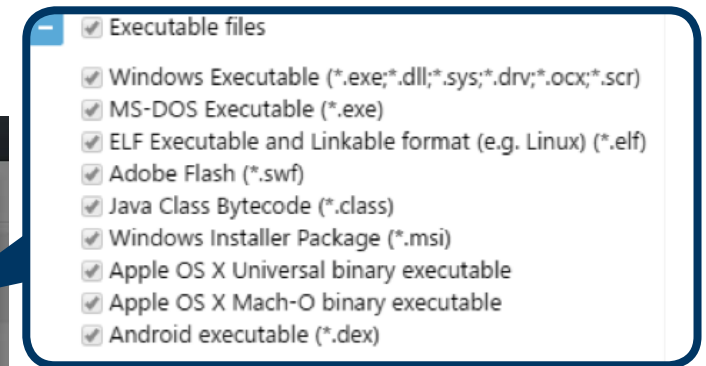 Executable files
Windows Executable (*.exe;*.dll;*.sys;*.drv;*.ocx;*.scr)
MS-DOS Executable (*.exe)
ELF Executable and Linkable format (e.g. Linux) (*.elf)
Adobe Flash (*.swf)
Java Class Bytecode (*.class)
Windows Installer Package (*.msi)
Apple OS X Universal binary executable
Apple OS X Mach-O binary executable
Android executable (*.dex)